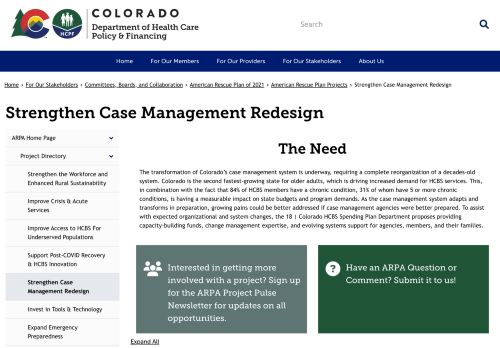 COLORADO
Department of Health Care
Policy & Financing
HCPF
Search
Home For Our Members For Our Providers For Our Stakeholders About Us
Home › For Our Stakeholders › Committees, Boards, and Collaboration › American Rescue Plan of 2021 › American Rescue Plan Projects › Strengthen Case Management Redesign
Strengthen Case Management Redesign
ARPA Home Page
Project Directory
Strengthen the Workforce and
Enhanced Rural Sustainability
Improve Crisis & Acute
Services
Improve Access to HCBS For
Underserved Populations
Support Post-COVID Recovery
& HCBS Innovation
Strengthen Case
Management Redesign
Invest in Tools & Technology
Expand Emergency
Preparedness
The Need
The transformation of Colorado's case management system is underway, requiring a complete reorganization of a decades-old
system. Colorado is the second fastest-growing state for older adults, which is driving increased demand for HCBS services. This,
in combination with the fact that 84% of HCBS members have a chronic condition, 31% of whom have 5 or more chronic
conditions, is having a measurable impact on state budgets and program demands. As the case management system adapts and
transforms in preparation, growing pains could be better addressed if case management agencies were better prepared. To assist
with expected organizational and system changes, the 18 | Colorado HCBS Spending Plan Department proposes providing
capacity-building funds, change management expertise, and evolving systems support for agencies, members, and their families.
Interested in getting more
involved with a project? Sign up
for the ARPA Project Pulse
Newsletter for updates on all
opportunities.
Have an ARPA Question or
Comment? Submit it to us!
Expand All